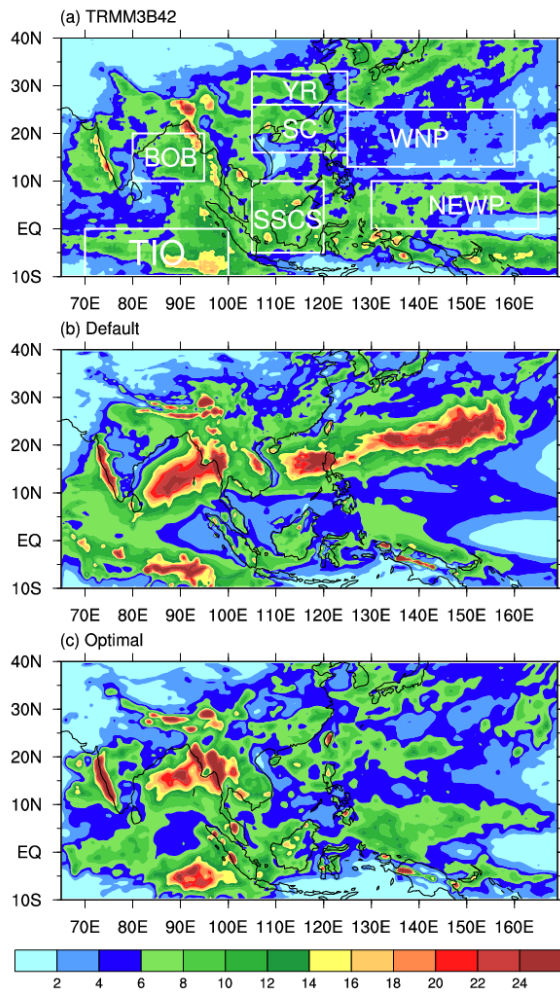 (a) TRMM3B42
40N
30N
20N
10N
EQ
10S
YR
SC
WNP
BOB
SSCS
NEWP
TIO
70E 80E 90E 100E 110E 120E 130E 140E 150E 160E
(b) Default
40N
30N
20N
10N
EQ
10S
70E 80E 90E 100E 110E 120E 130E 140E 150E 160E
(c) Optimal
40N
30N
20N
10N
EQ
10S
70E 80E 90E 100E 110E 120E 130E 140E 150E 160E
2 4 6 8 10 12 14 16 18 20 22 24